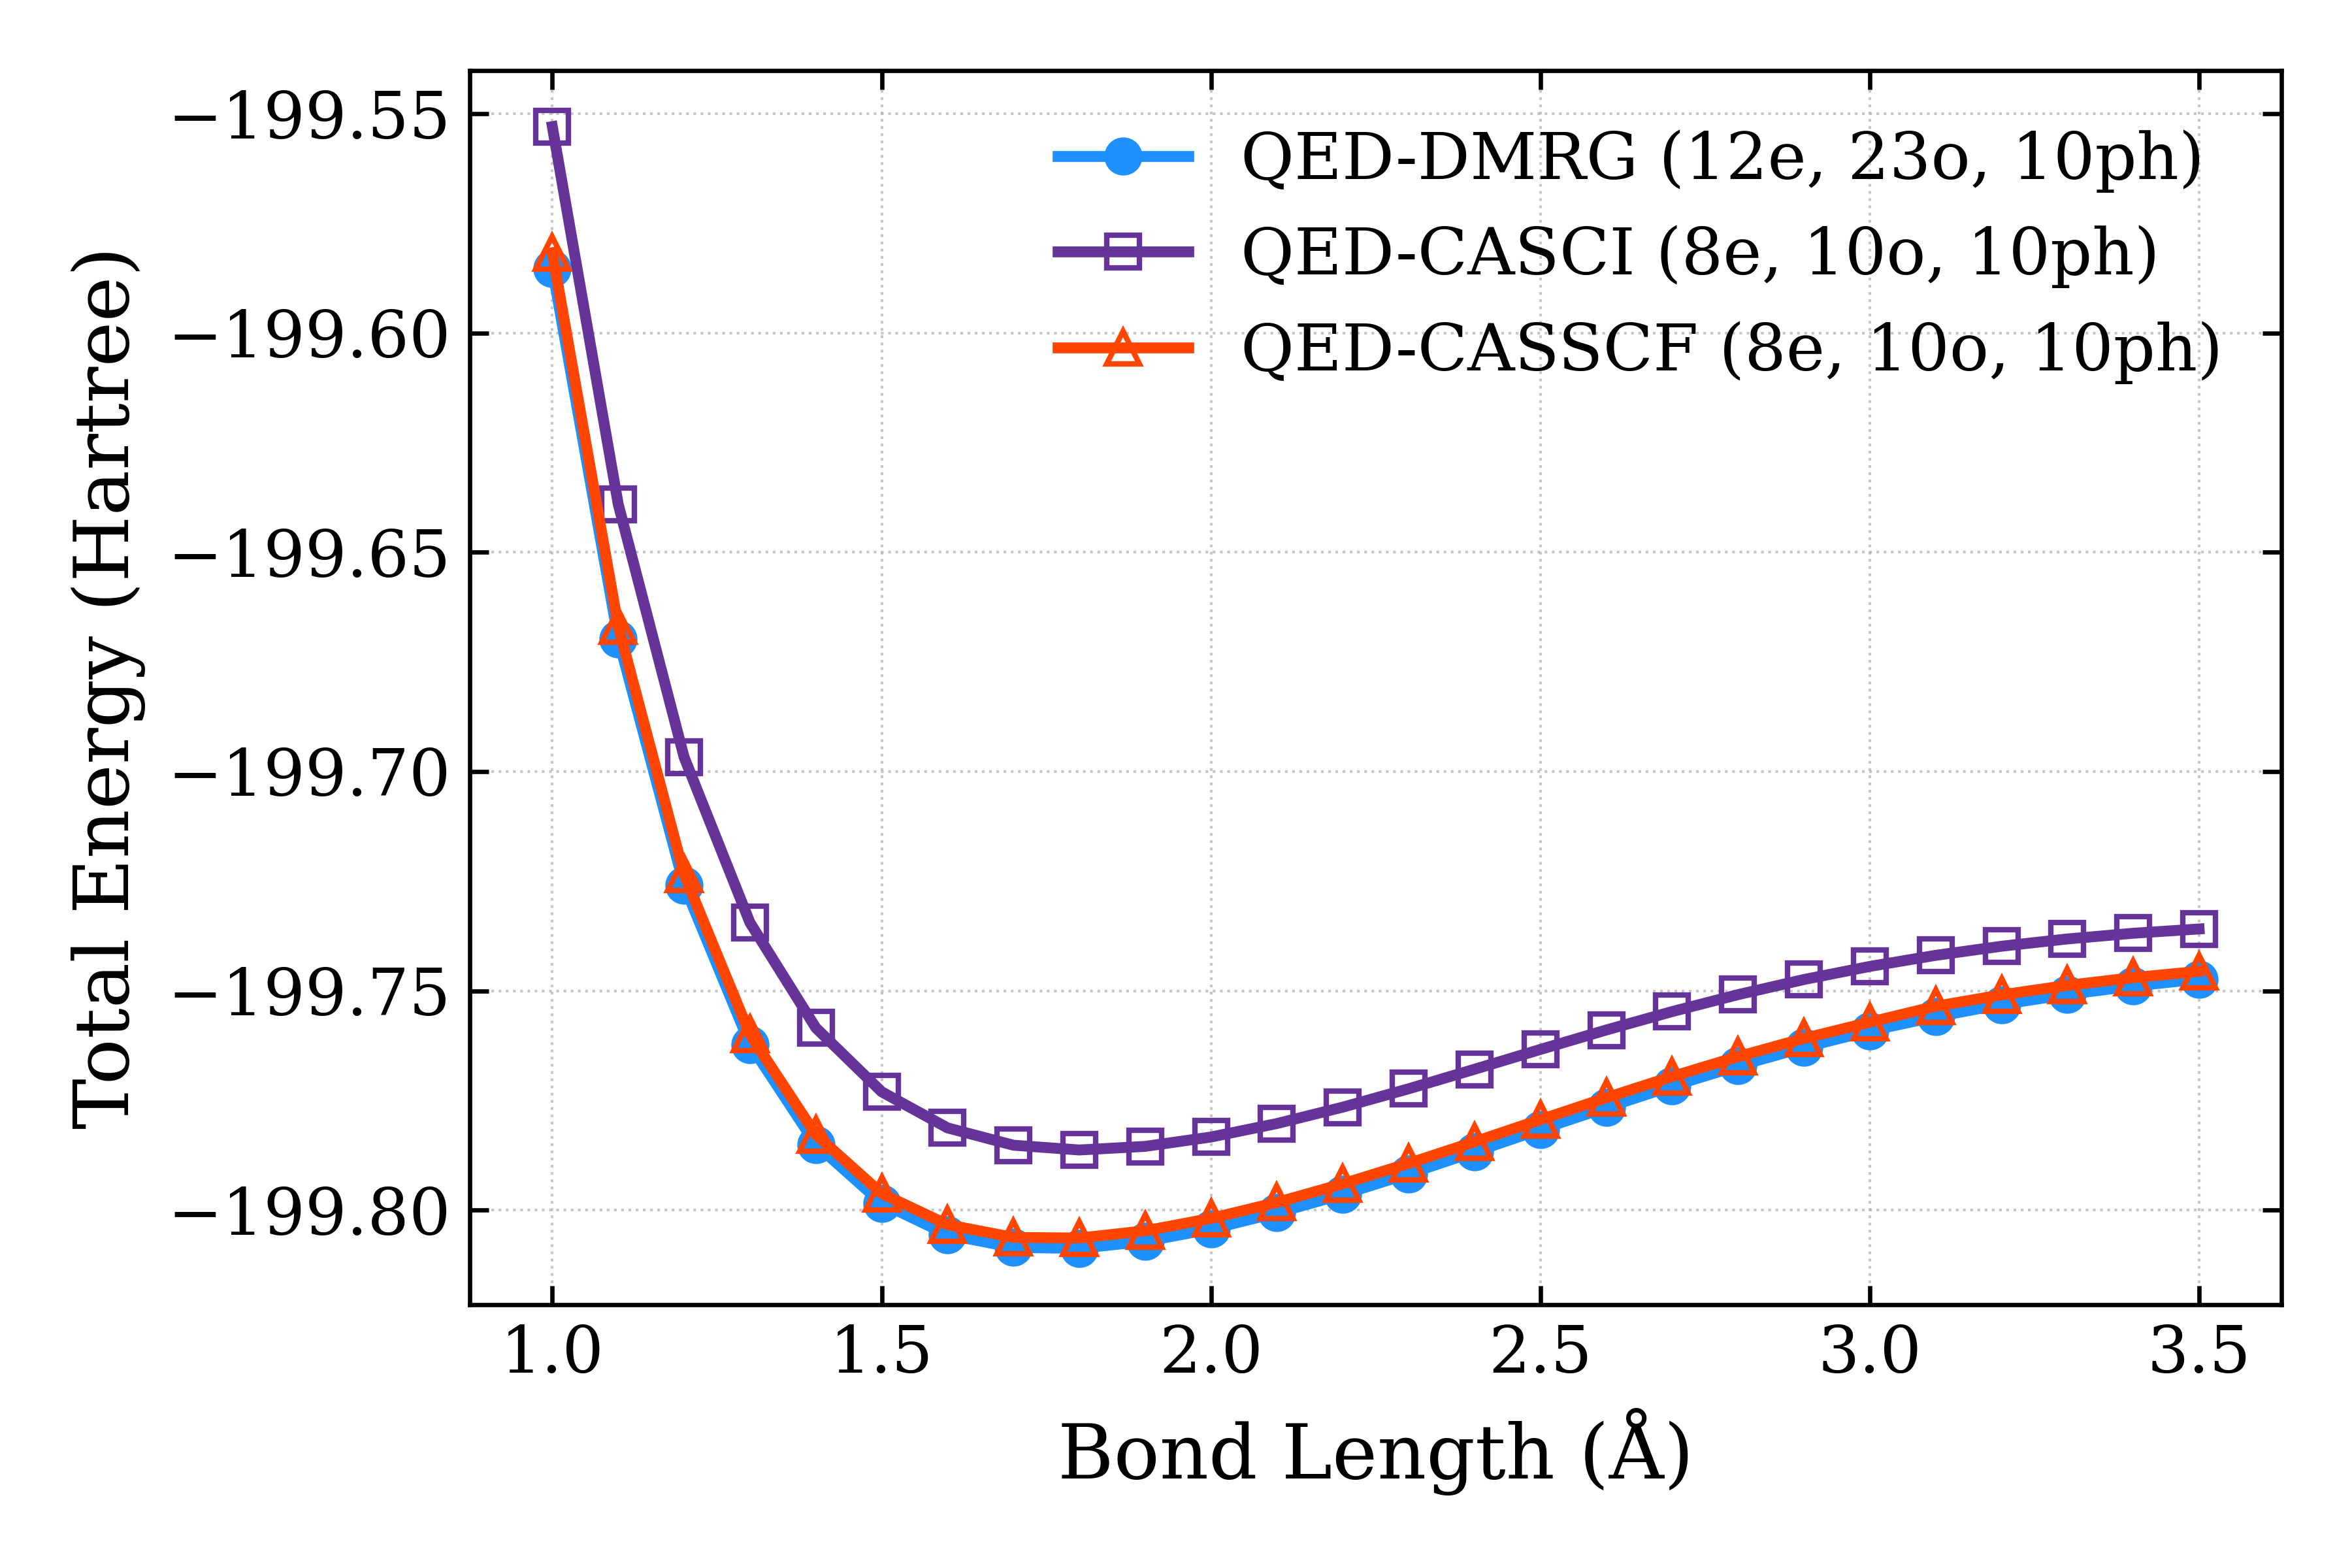 Total Energy (Hartree)
−199.55
−199.60
−199.65
−199.70
−199.75
−199.80
QED-DMRG (12e, 23o, 10ph)
QED-CASCI (8e, 10o, 10ph)
QED-CASSCF (8e, 10o, 10ph)
1.0 1.5 2.0 2.5 3.0 3.5
Bond Length (Å)